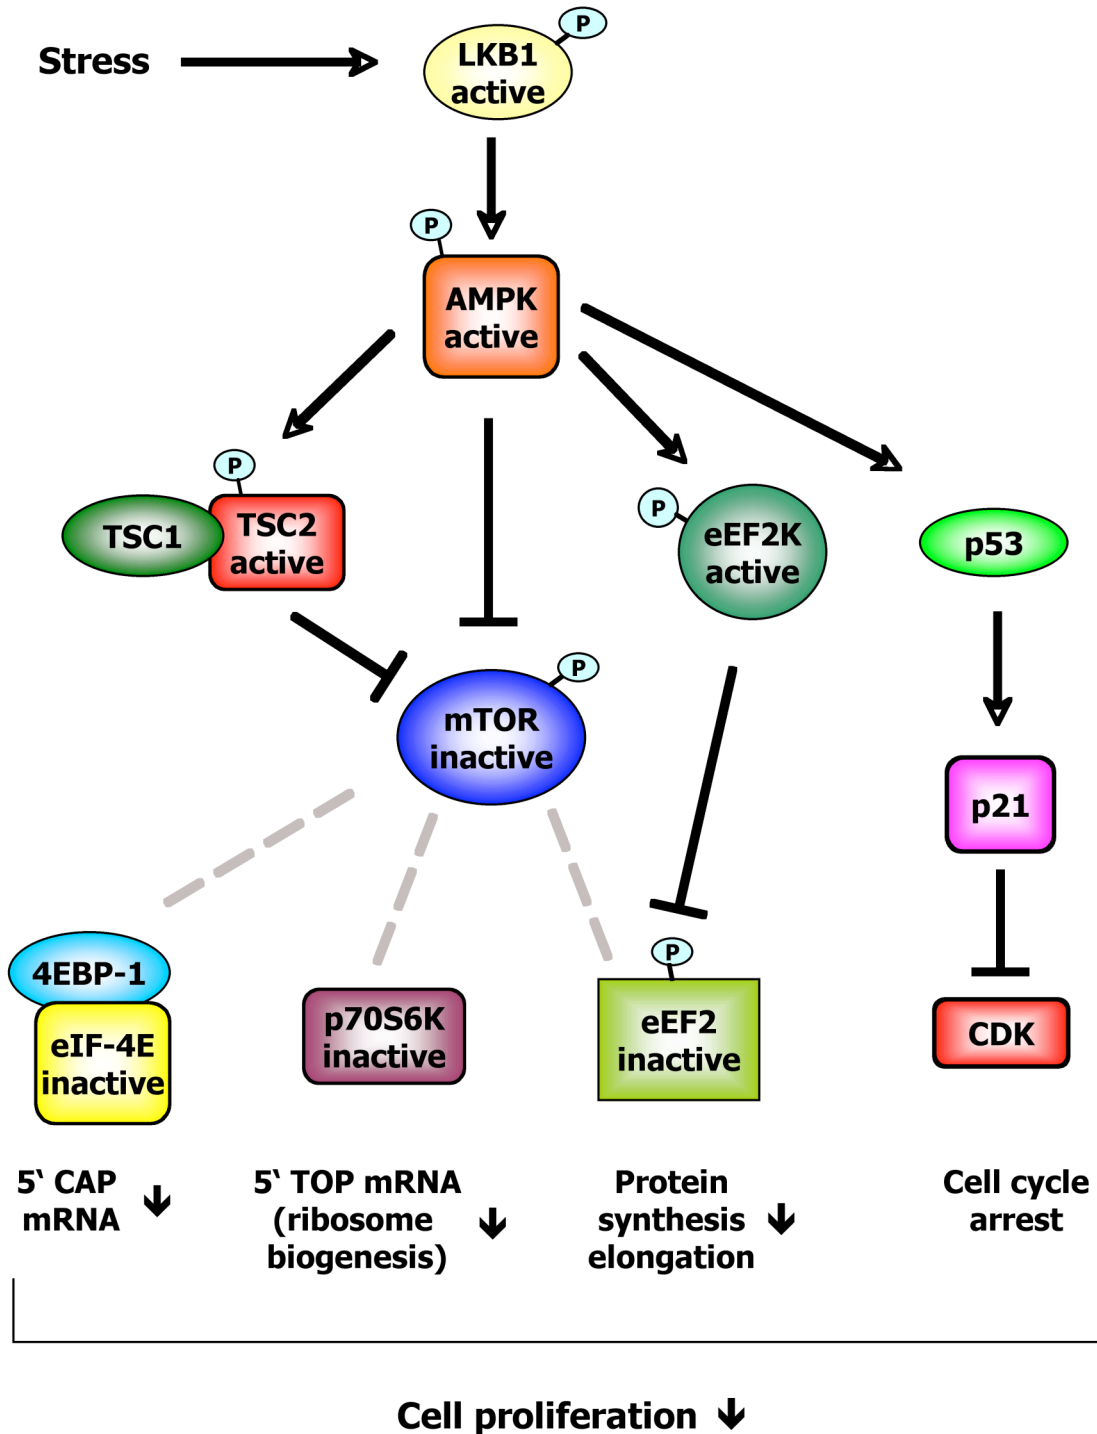 P
Stress
LKB1
active
P
AMPK
active
P
TSC1
TSC2
active
P
eEF2K
active
p53
P
mTOR
inactive
p21
4EBP-1
eIF-4E
inactive
p70S6K
inactive
P
eEF2
inactive
CDK
5‘ CAP
mRNA
5‘ TOP mRNA
(ribosome
biogenesis)
Protein
synthesis
elongation
Cell cycle
arrest
Cell proliferation